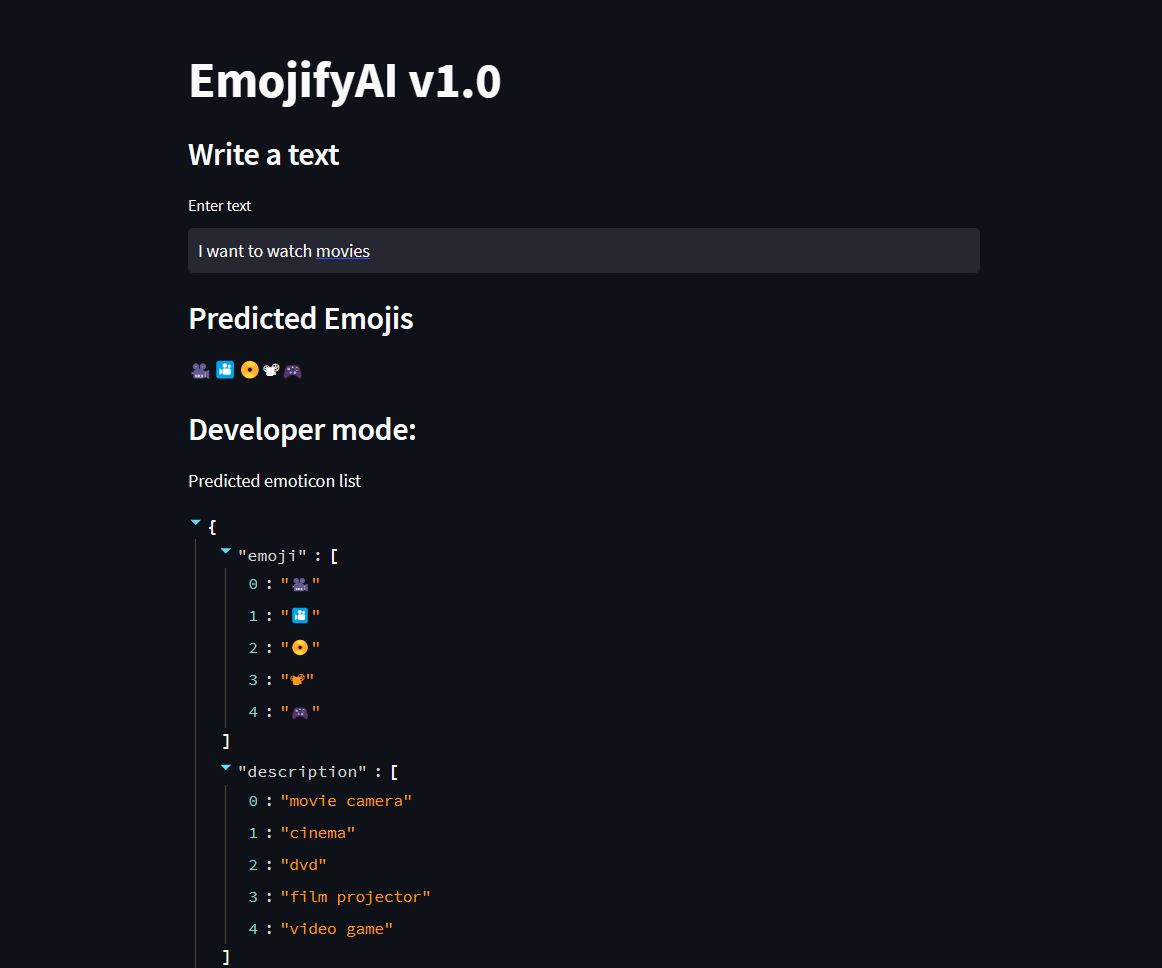 EmojifyAI v1.0
Write a text
Enter text
I want to watch movies
Predicted Emojis
🎥🎦📀📽🎮
Developer mode:
Predicted emoticon list
{
"emoji" : [
0 : "🎥"
1 : "🎦"
2 : "📀"
3 : "📽"
4 : "🎮"
]
"description" : [
0 : "movie camera"
1 : "cinema"
2 : "dvd"
3 : "film projector"
4 : "video game"
]